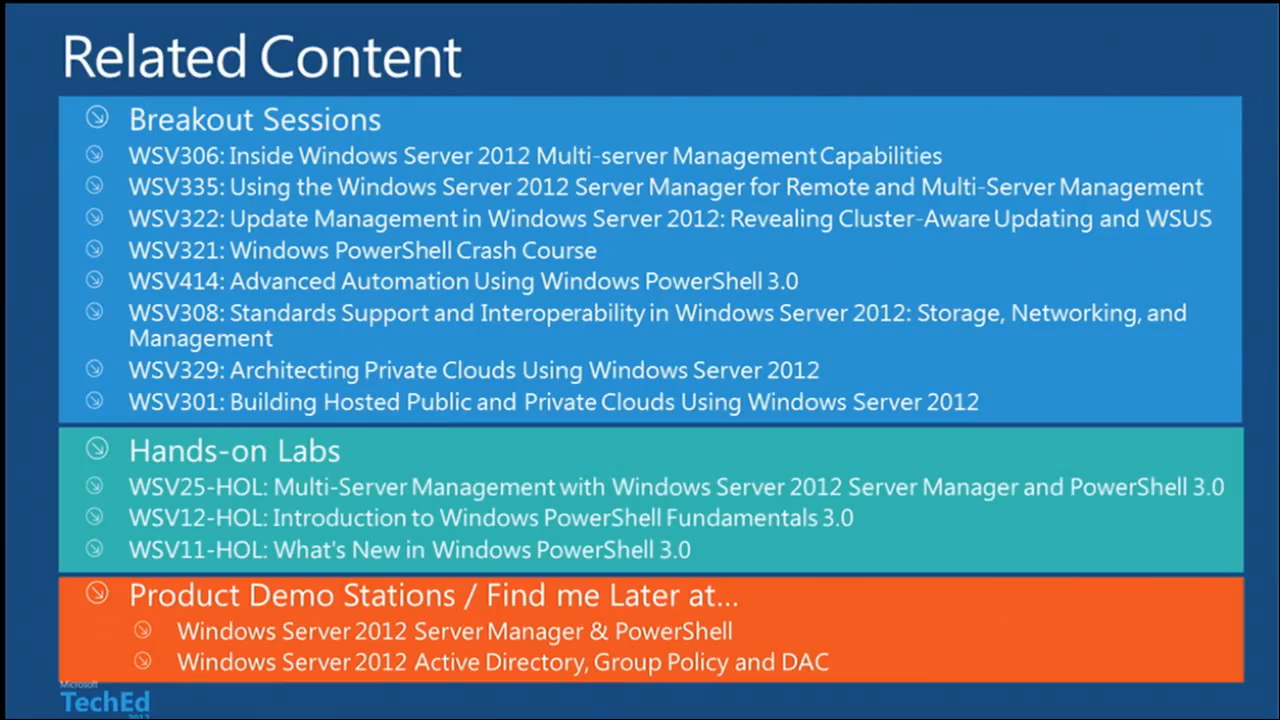 Related Content
Breakout Sessions
WSV306: Inside Windows Server 2012 Multi-server Management Capabilities
WSV335: Using the Windows Server 2012 Server Manager for Remote and Multi-Server Management
WSV322: Update Management in Windows Server 2012: Revealing Cluster-Aware Updating and WSUS
WSV321: Windows PowerShell Crash Course
WSV414: Advanced Automation Using Windows PowerShell 3.0
WSV308: Standards Support and Interoperability in Windows Server 2012: Storage, Networking, and
Management
WSV329: Architecting Private Clouds Using Windows Server 2012
WSV301: Building Hosted Public and Private Clouds Using Windows Server 2012
Hands-on Labs
WSV25-HOL: Multi-Server Management with Windows Server 2012 Server Manager and PowerShell 3.0
WSV12-HOL: Introduction to Windows PowerShell Fundamentals 3.0
WSV11-HOL: What's New in Windows PowerShell 3.0
Product Demo Stations / Find me Later at...
Windows Server 2012 Server Manager & PowerShell
Windows Server 2012 Active Directory, Group Policy and DAC
Microsoft
TechEd
2012